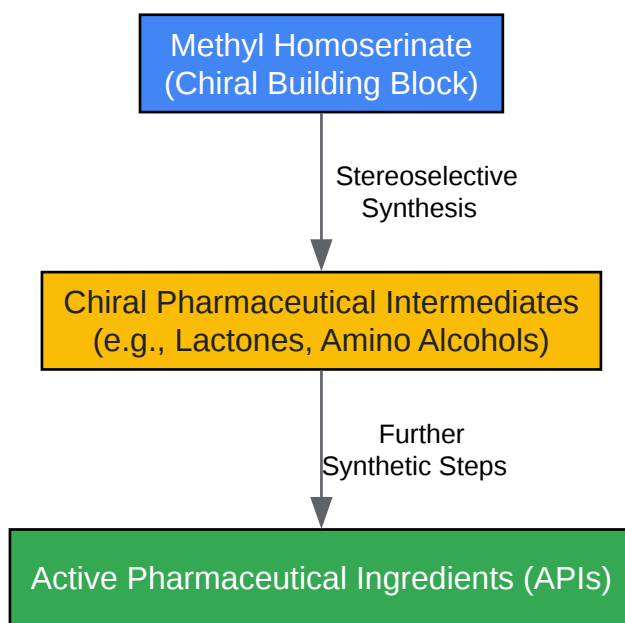 Methyl Homoserinate
(Chiral Building Block)
Stereoselective
Synthesis
Chiral Pharmaceutical Intermediates
(e.g., Lactones, Amino Alcohols)
Further
Synthetic Steps
Active Pharmaceutical Ingredients (APIs)